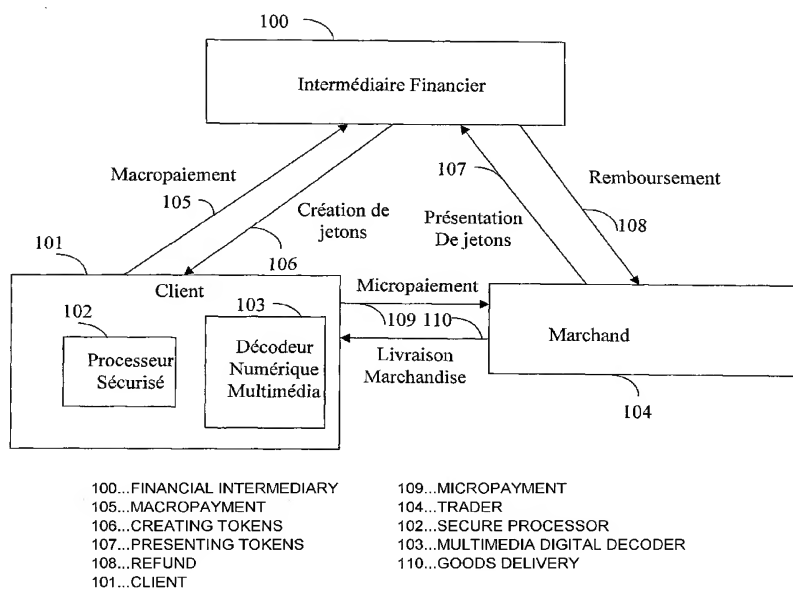 100
Intermédiaire Financier
Macropaiement
105
107
Remboursement
108
Création de
jetons
Présentation
De jetons
101
106
Client
Micropaiement
102
103
109
110
Processeur
Sécurisé
Décodeur
Numérique
Multimédia
Livraison
Marchandise
Marchand
104
100...FINANCIAL INTERMEDIARY
105...MACROPAYMENT
106...CREATING TOKENS
107...PRESENTING TOKENS
108...REFUND
101...CLIENT
109...MICROPAYMENT
104...TRADER
102...SECURE PROCESSOR
103...MULTIMEDIA DIGITAL DECODER
110...GOODS DELIVERY